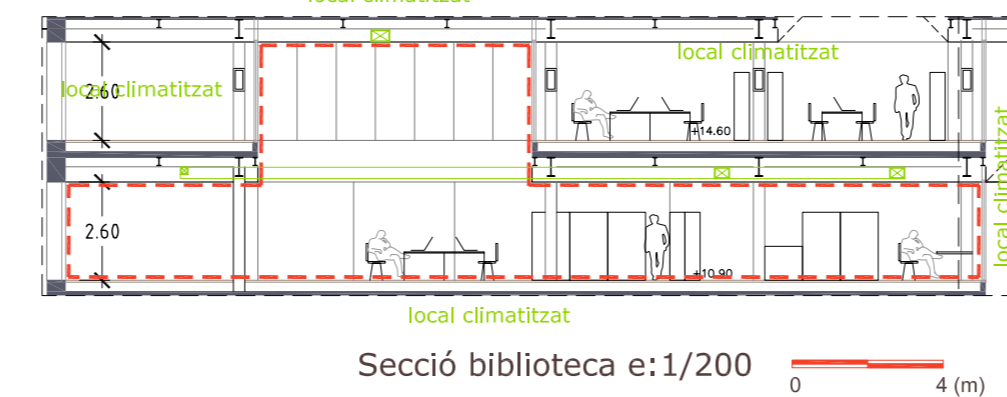 local climatitzat
local climatitzat
2.60
local climatitzat
+14.60
local climatitzat
2.60
+10.90
local climatitzat
Secció biblioteca e:1/200
0 4 (m)